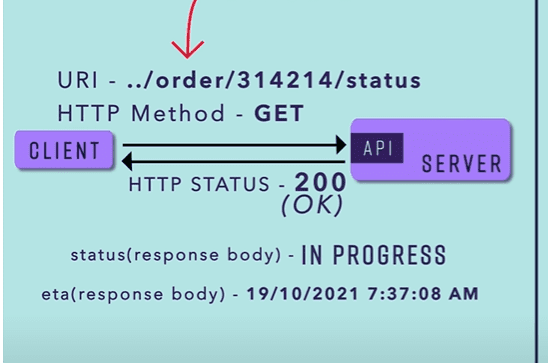 URI - ../order/314214/status
HTTP Method - GET
CLIENT
API
SERVER
HTTP STATUS - 200
(OK)
status(response body) - IN PROGRESS
eta(response body) - 19/10/2021 7:37:08 AM